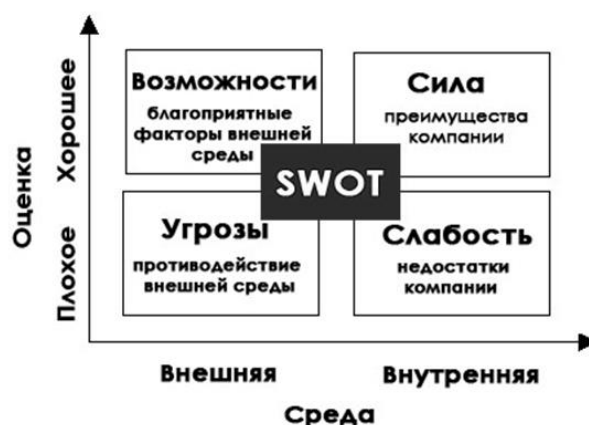 Оценка
Хорошее
Плохое
Возможности
благоприятные
факторы внешней
среды
Сила
преимущества
компании
SWOT
Угрозы
противодействие
внешней среды
Слабость
недостатки
компании
Внешняя
Внутренняя
Среда